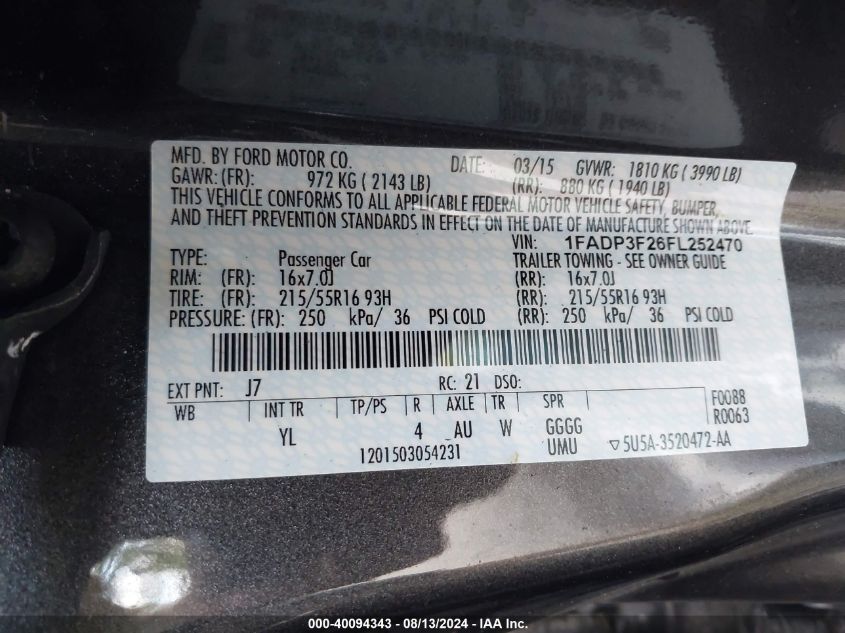 MFD. BY FORD MOTOR CO. DATE: 03/15 GVWR: 1810 KG ( 3990 LB)
GAWR: (FR): 972 KG ( 2143 LB) (RR): 880 KG ( 1940 LB)
THIS VEHICLE CONFORMS TO ALL APPLICABLE FEDERAL MOTOR VEHICLE SAFETY, BUMPER,
AND THEFT PREVENTION STANDARDS IN EFFECT ON THE DATE OF MANUFACTURE SHOWN ABOVE.
VIN: 1FADP3F26FL252470
TYPE: Passenger Car TRAILER TOWING - SEE OWNER GUIDE
RIM: (FR): 16x7.0J (RR): 16x7.0J
TIRE: (FR): 215/55R16 93H (RR): 215/55R16 93H
PRESSURE: (FR): 250 kPa/ 36 PSI COLD (RR): 250 kPa/ 36 PSI COLD
EXT PNT: J7 RC: 21 DSO:
WB INT TR TP/PS R AXLE TR SPR F0088
R0063
YL 4 AU W GGGG
1201503054231 UMU ▽5U5A-3520472-AA
000-40094343 - 08/13/2024 - IAA Inc.